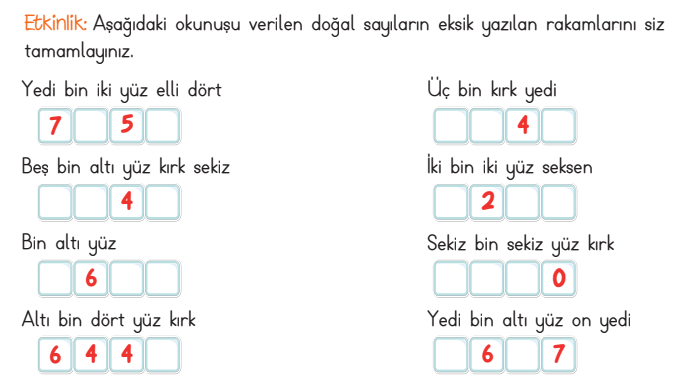 Etkinlik: Aşağıdaki okunuşu verilen doğal sayıların eksik yazılan rakamlarını siz
tamamlayınız.
Yedi bin iki yüz elli dört
7 5
Beş bin altı yüz kırk sekiz
4
Bin altı yüz
6
Altı bin dört yüz kırk
6 4 4
Üç bin kırk yedi
4
İki bin iki yüz seksen
2
Sekiz bin sekiz yüz kırk
0
Yedi bin altı yüz on yedi
6 7